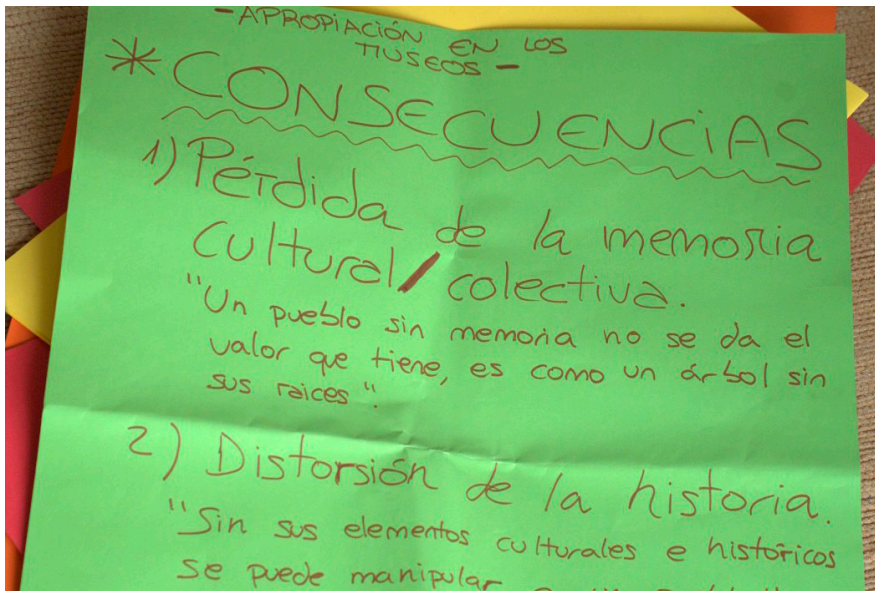 -APROPIACIÓN EN LOS
MUSEOS-
* CONSECUENCIAS
1) Pérdida de la memoria
cultural/colectiva.
"Un pueblo sin memoria no se da el
valor que tiene, es como un árbol sin
sus raices".
2) Distorsión de la historia.
"Sin sus elementos culturales e históricos
se puede manipular